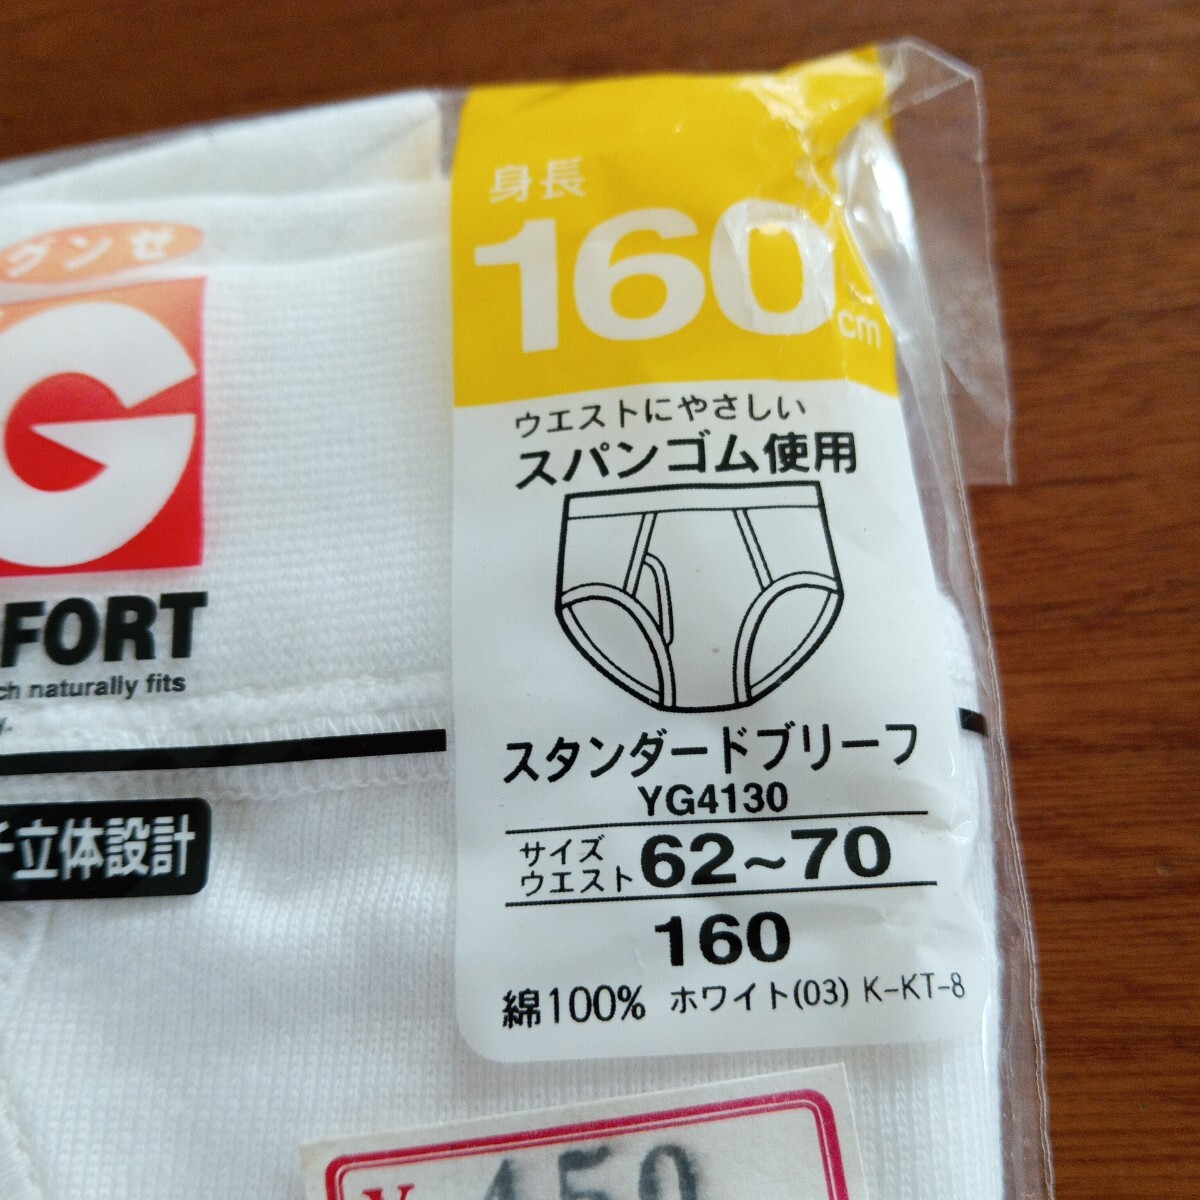 グンゼ
G
FORT
ch naturally fits
立体設計
身長
160cm
ウエストにやさしい
スパンゴム使用
スタンダードブリーフ
YG4130
サイズ
ウエスト 62~70
160
綿100% ホワイト(03) K-KT-8
¥ 450